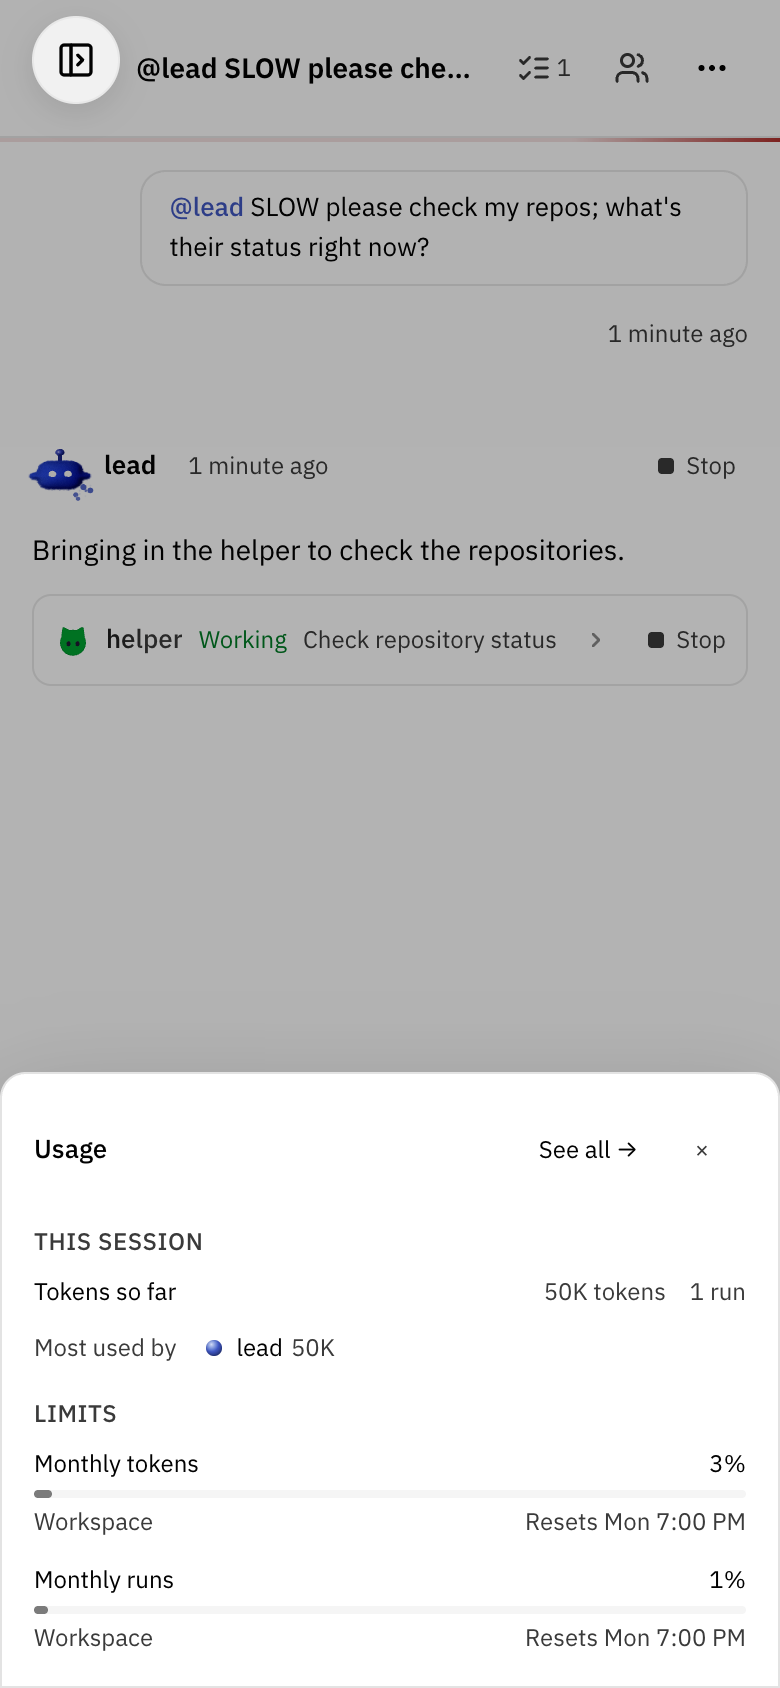 @lead SLOW please che...
1
@lead SLOW please check my repos; what's
their status right now?
1 minute ago
lead 1 minute ago Stop
Bringing in the helper to check the repositories.
helper Working Check repository status Stop
Usage See all →
THIS SESSION
Tokens so far 50K tokens 1 run
Most used by lead 50K
LIMITS
Monthly tokens 3%
Workspace Resets Mon 7:00 PM
Monthly runs 1%
Workspace Resets Mon 7:00 PM